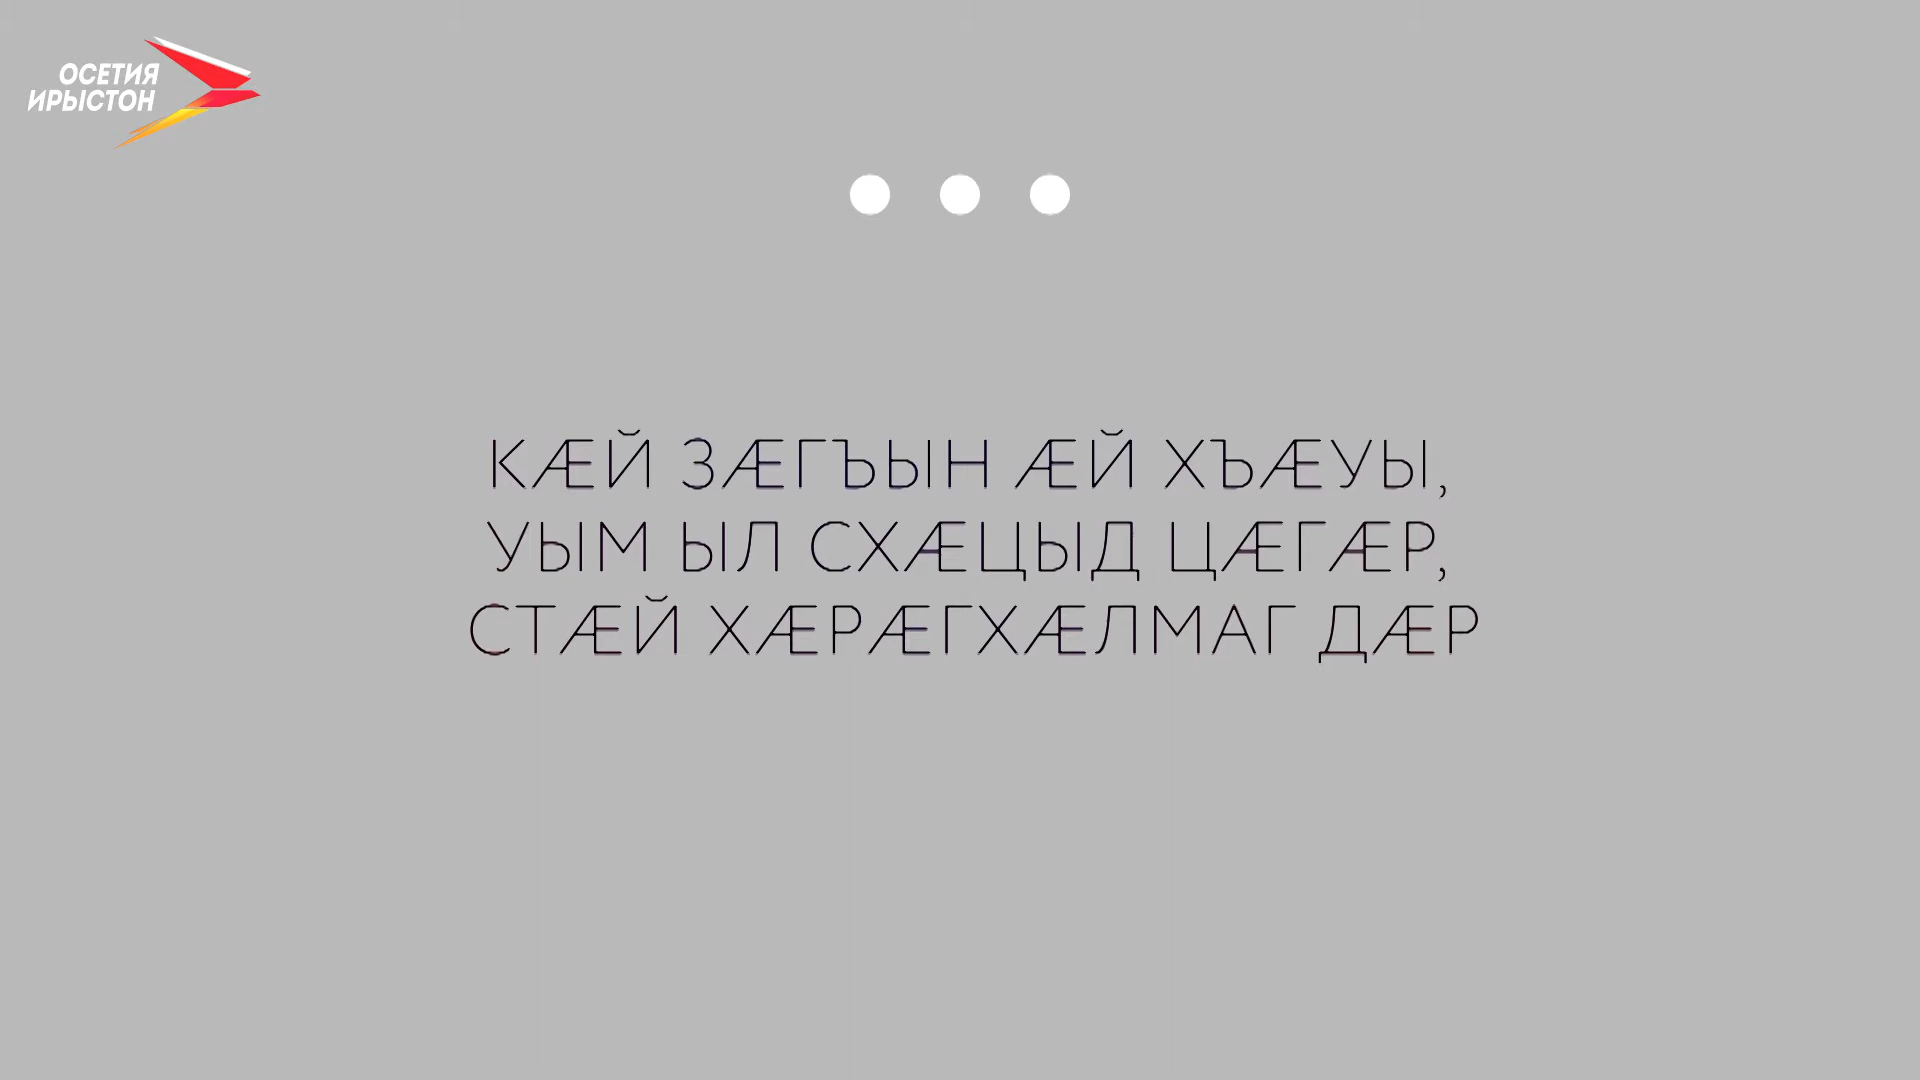 ОСЕТИЯ
ИРЫСТОН
КÆЙ ЗÆГЪЫН ÆЙ ХЪÆУЫ,
УЫМ ЫЛ СХÆЦЫД ЦÆГÆР,
СТÆЙ ХÆРÆГХÆЛМАГ ДÆР